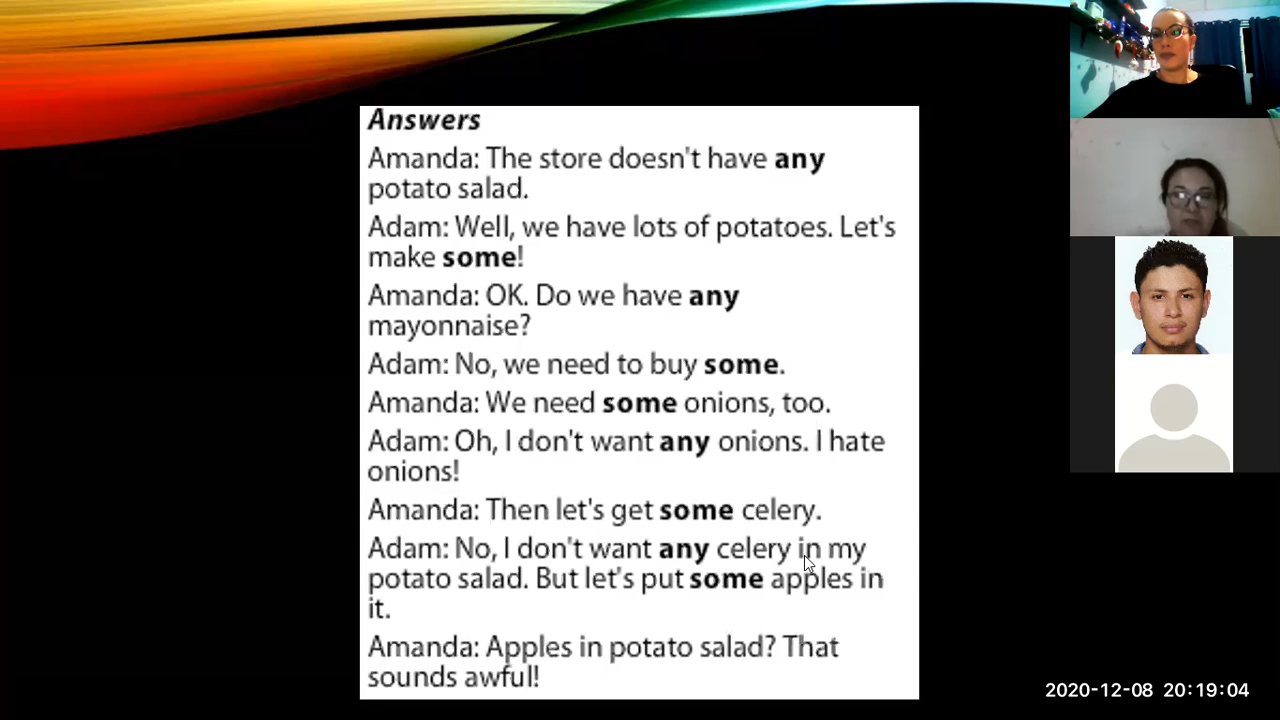 Answers
Amanda: The store doesn't have any
potato salad.
Adam: Well, we have lots of potatoes. Let's
make some!
Amanda: OK. Do we have any
mayonnaise?
Adam: No, we need to buy some.
Amanda: We need some onions, too.
Adam: Oh, I don't want any onions. I hate
onions!
Amanda: Then let's get some celery.
Adam: No, I don't want any celery in my
potato salad. But let's put some apples in
it.
Amanda: Apples in potato salad? That
sounds awful!
2020-12-08 20:19:04